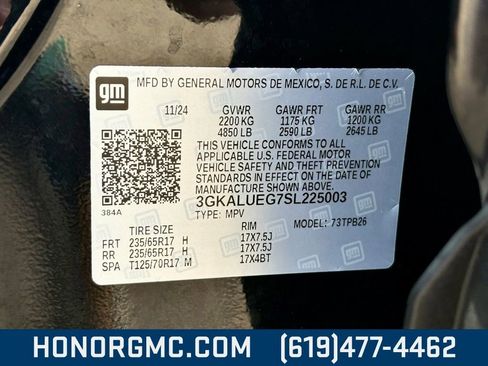 gm
MFD BY GENERAL MOTORS DE MEXICO, S. DE R.L. DE C.V.
11/24 GVWR GAWR FRT GAWR RR
2200 KG 1175 KG 1200 KG
4850 LB 2590 LB 2645 LB
THIS VEHICLE CONFORMS TO ALL
APPLICABLE U.S. FEDERAL MOTOR
VEHICLE SAFETY AND THEFT PREVENTION
STANDARDS IN EFFECT ON THE DATE OF
MANUFACTURE SHOWN ABOVE.
3GKALUEG7SL225003
384A
TYPE: MPV MODEL: 73TPB26
TIRE SIZE RIM
FRT 235/65R17 H 17X7.5J
RR 235/65R17 H 17X7.5J
SPA T125/70R17 M 17X4BT
HONORGMC.COM (619)477-4462